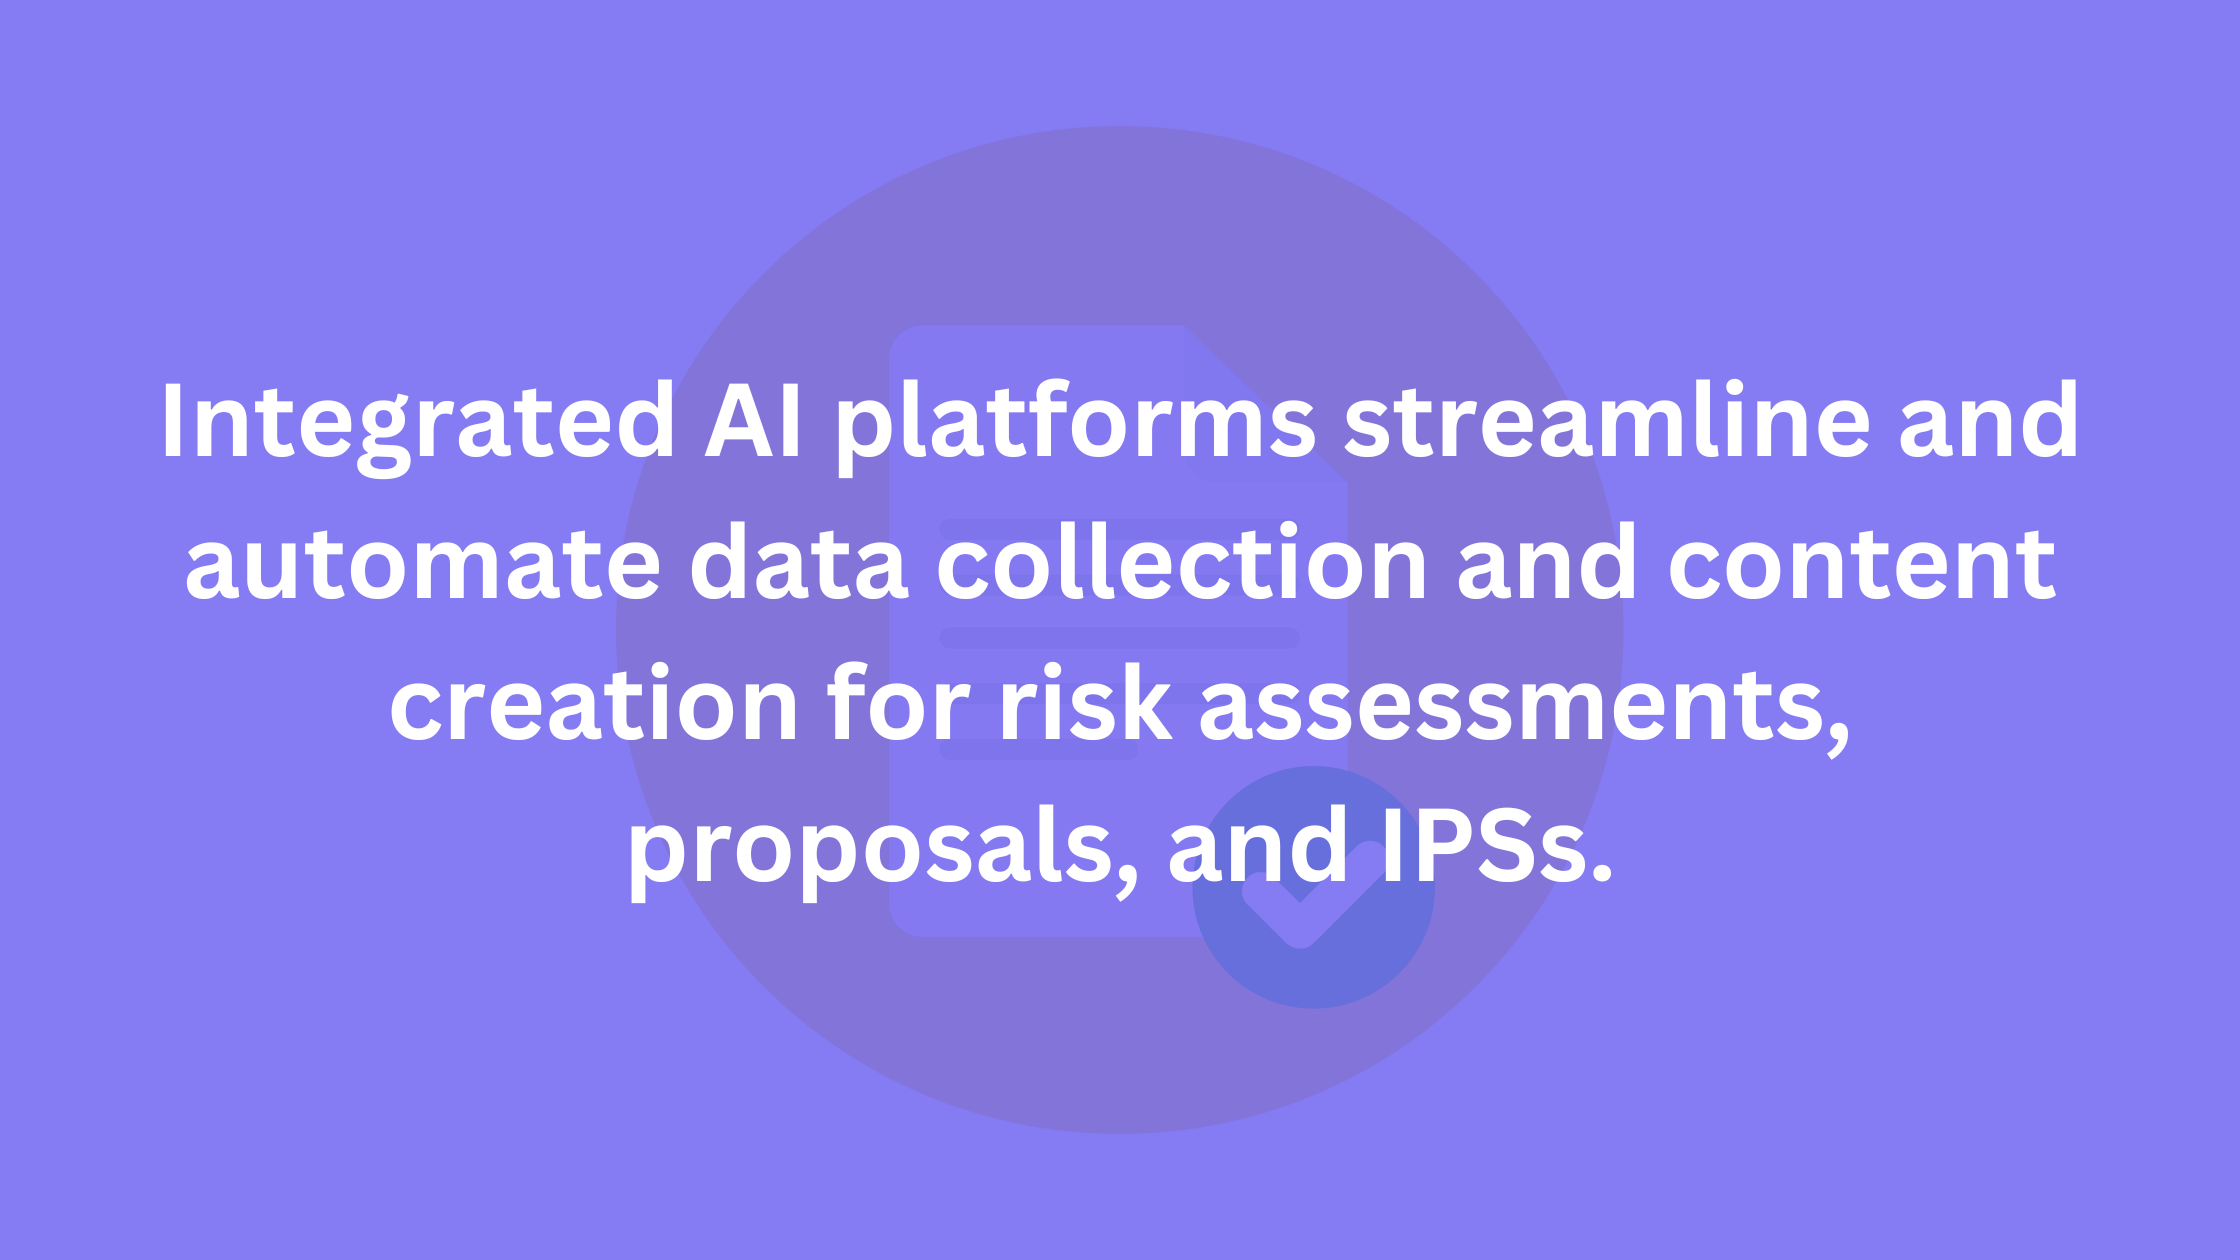 Integrated AI platforms streamline and
automate data collection and content
creation for risk assessments,
proposals, and IPSs.